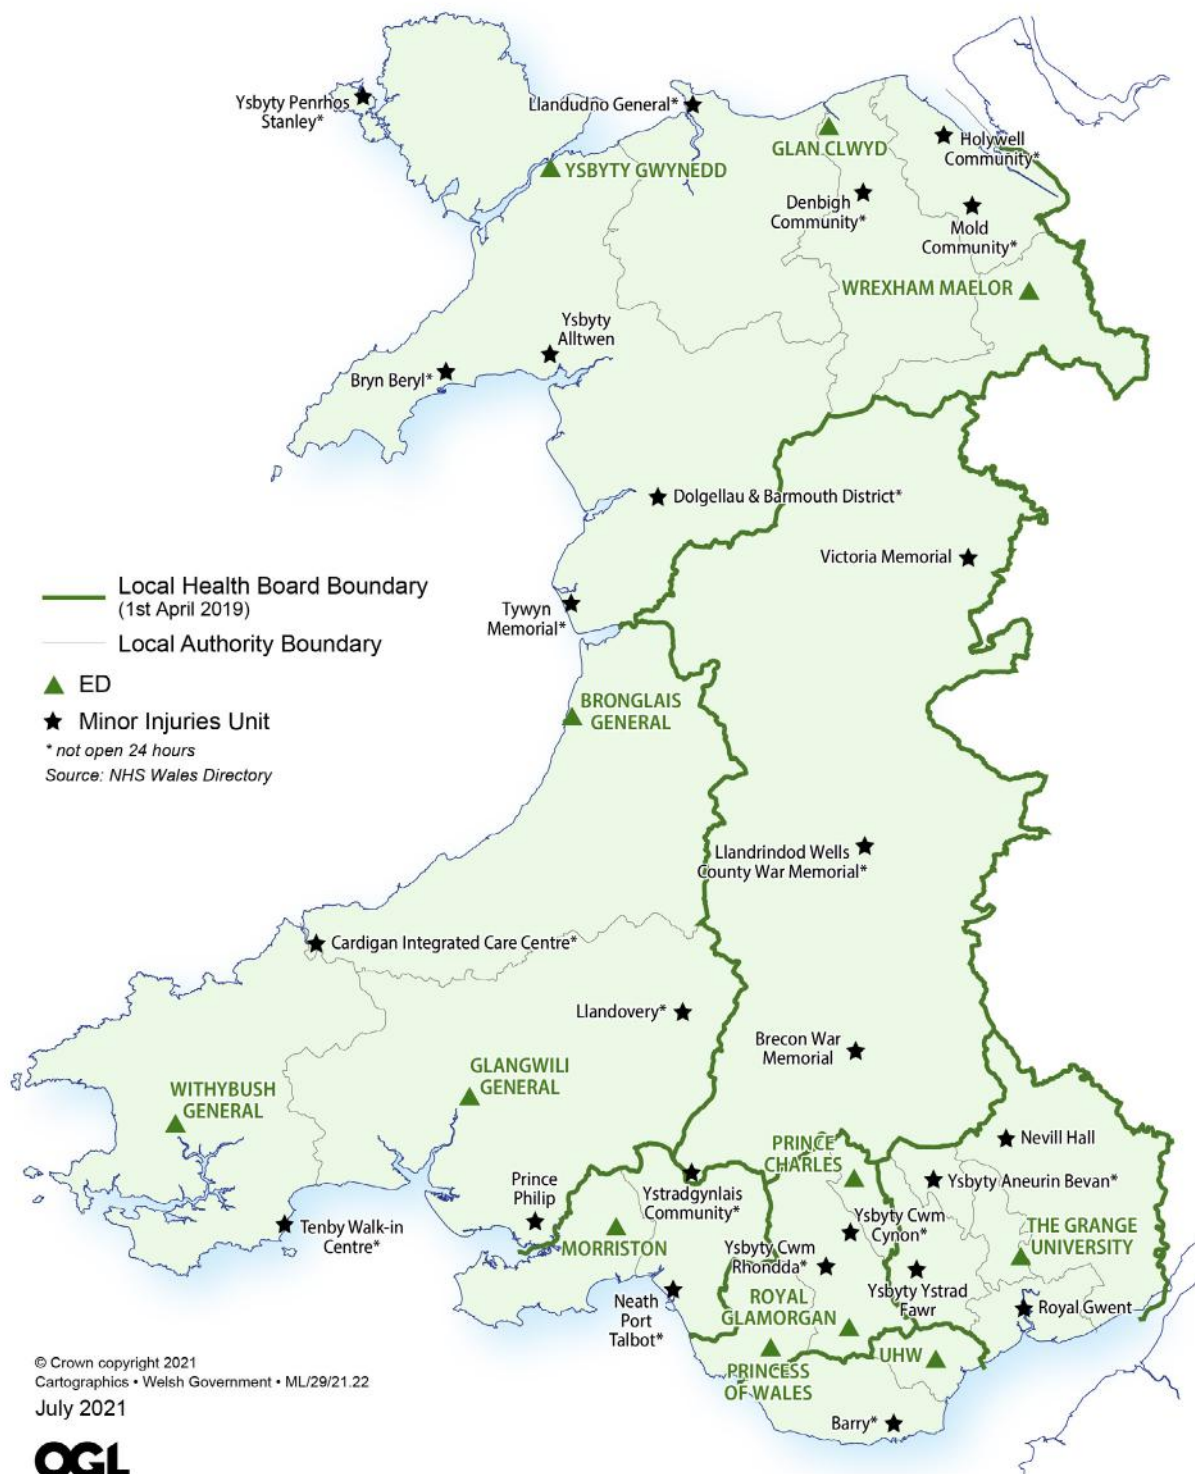 Ysbyty Penrhos
Stanley*
Llandudno General*
GLAN CLWYD
Holywell
Community*
YSBYTY GWYNEDD
Denbigh
Community*
Mold
Community*
WREXHAM MAELOR
Ysbyty
Alltwen
Bryn Beryl*
Dolgellau & Barmouth District*
Victoria Memorial
Local Health Board Boundary
(1st April 2019)
Local Authority Boundary
ED
Minor Injuries Unit
* not open 24 hours
Source: NHS Wales Directory
Tywyn
Memorial*
BRONGLAIS
GENERAL
Llandrindod Wells
County War Memorial*
Cardigan Integrated Care Centre*
Llandovery*
Brecon War
Memorial
GLANGWILI
GENERAL
WITHYBUSH
GENERAL
PRINCE
CHARLES
Nevill Hall
Prince
Philip
Ystradgynlais
Community*
Ysbyty Aneurin Bevan*
Tenby Walk-in
Centre*
MORRISTON
Ysbyty Cwm
Cynon*
THE GRANGE
UNIVERSITY
Ysbyty Cwm
Rhondda*
Ysbyty Ystrad
Fawr
Neath
Port
Talbot*
ROYAL
GLAMORGAN
Royal Gwent
UHW
PRINCESS
OF WALES
Barry*
© Crown copyright 2021
Cartographics • Welsh Government • ML/29/21.22
July 2021
OGL